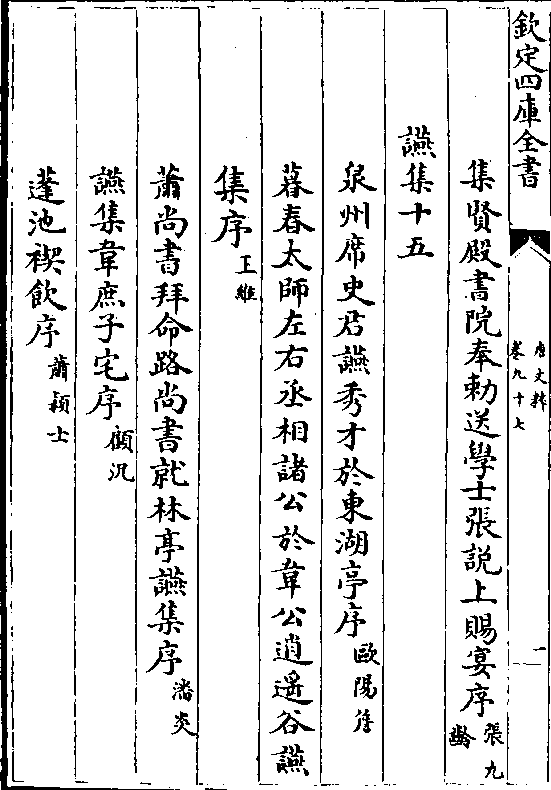 欽定四庫全書
唐文粹
卷九十七
一
集賢殿書院奉勅送學士張説上賜宴序張九齡
讌集十五
泉州席史君讌秀才於東湖亭序歐陽詹
暮春太師左右丞相諸公於韋公逍遥谷讌
集序王維
蕭尚書拜命路尚書就林亭讌集序潘炎
讌集韋庶子宅序顧况
蓬池禊飲序蕭穎士